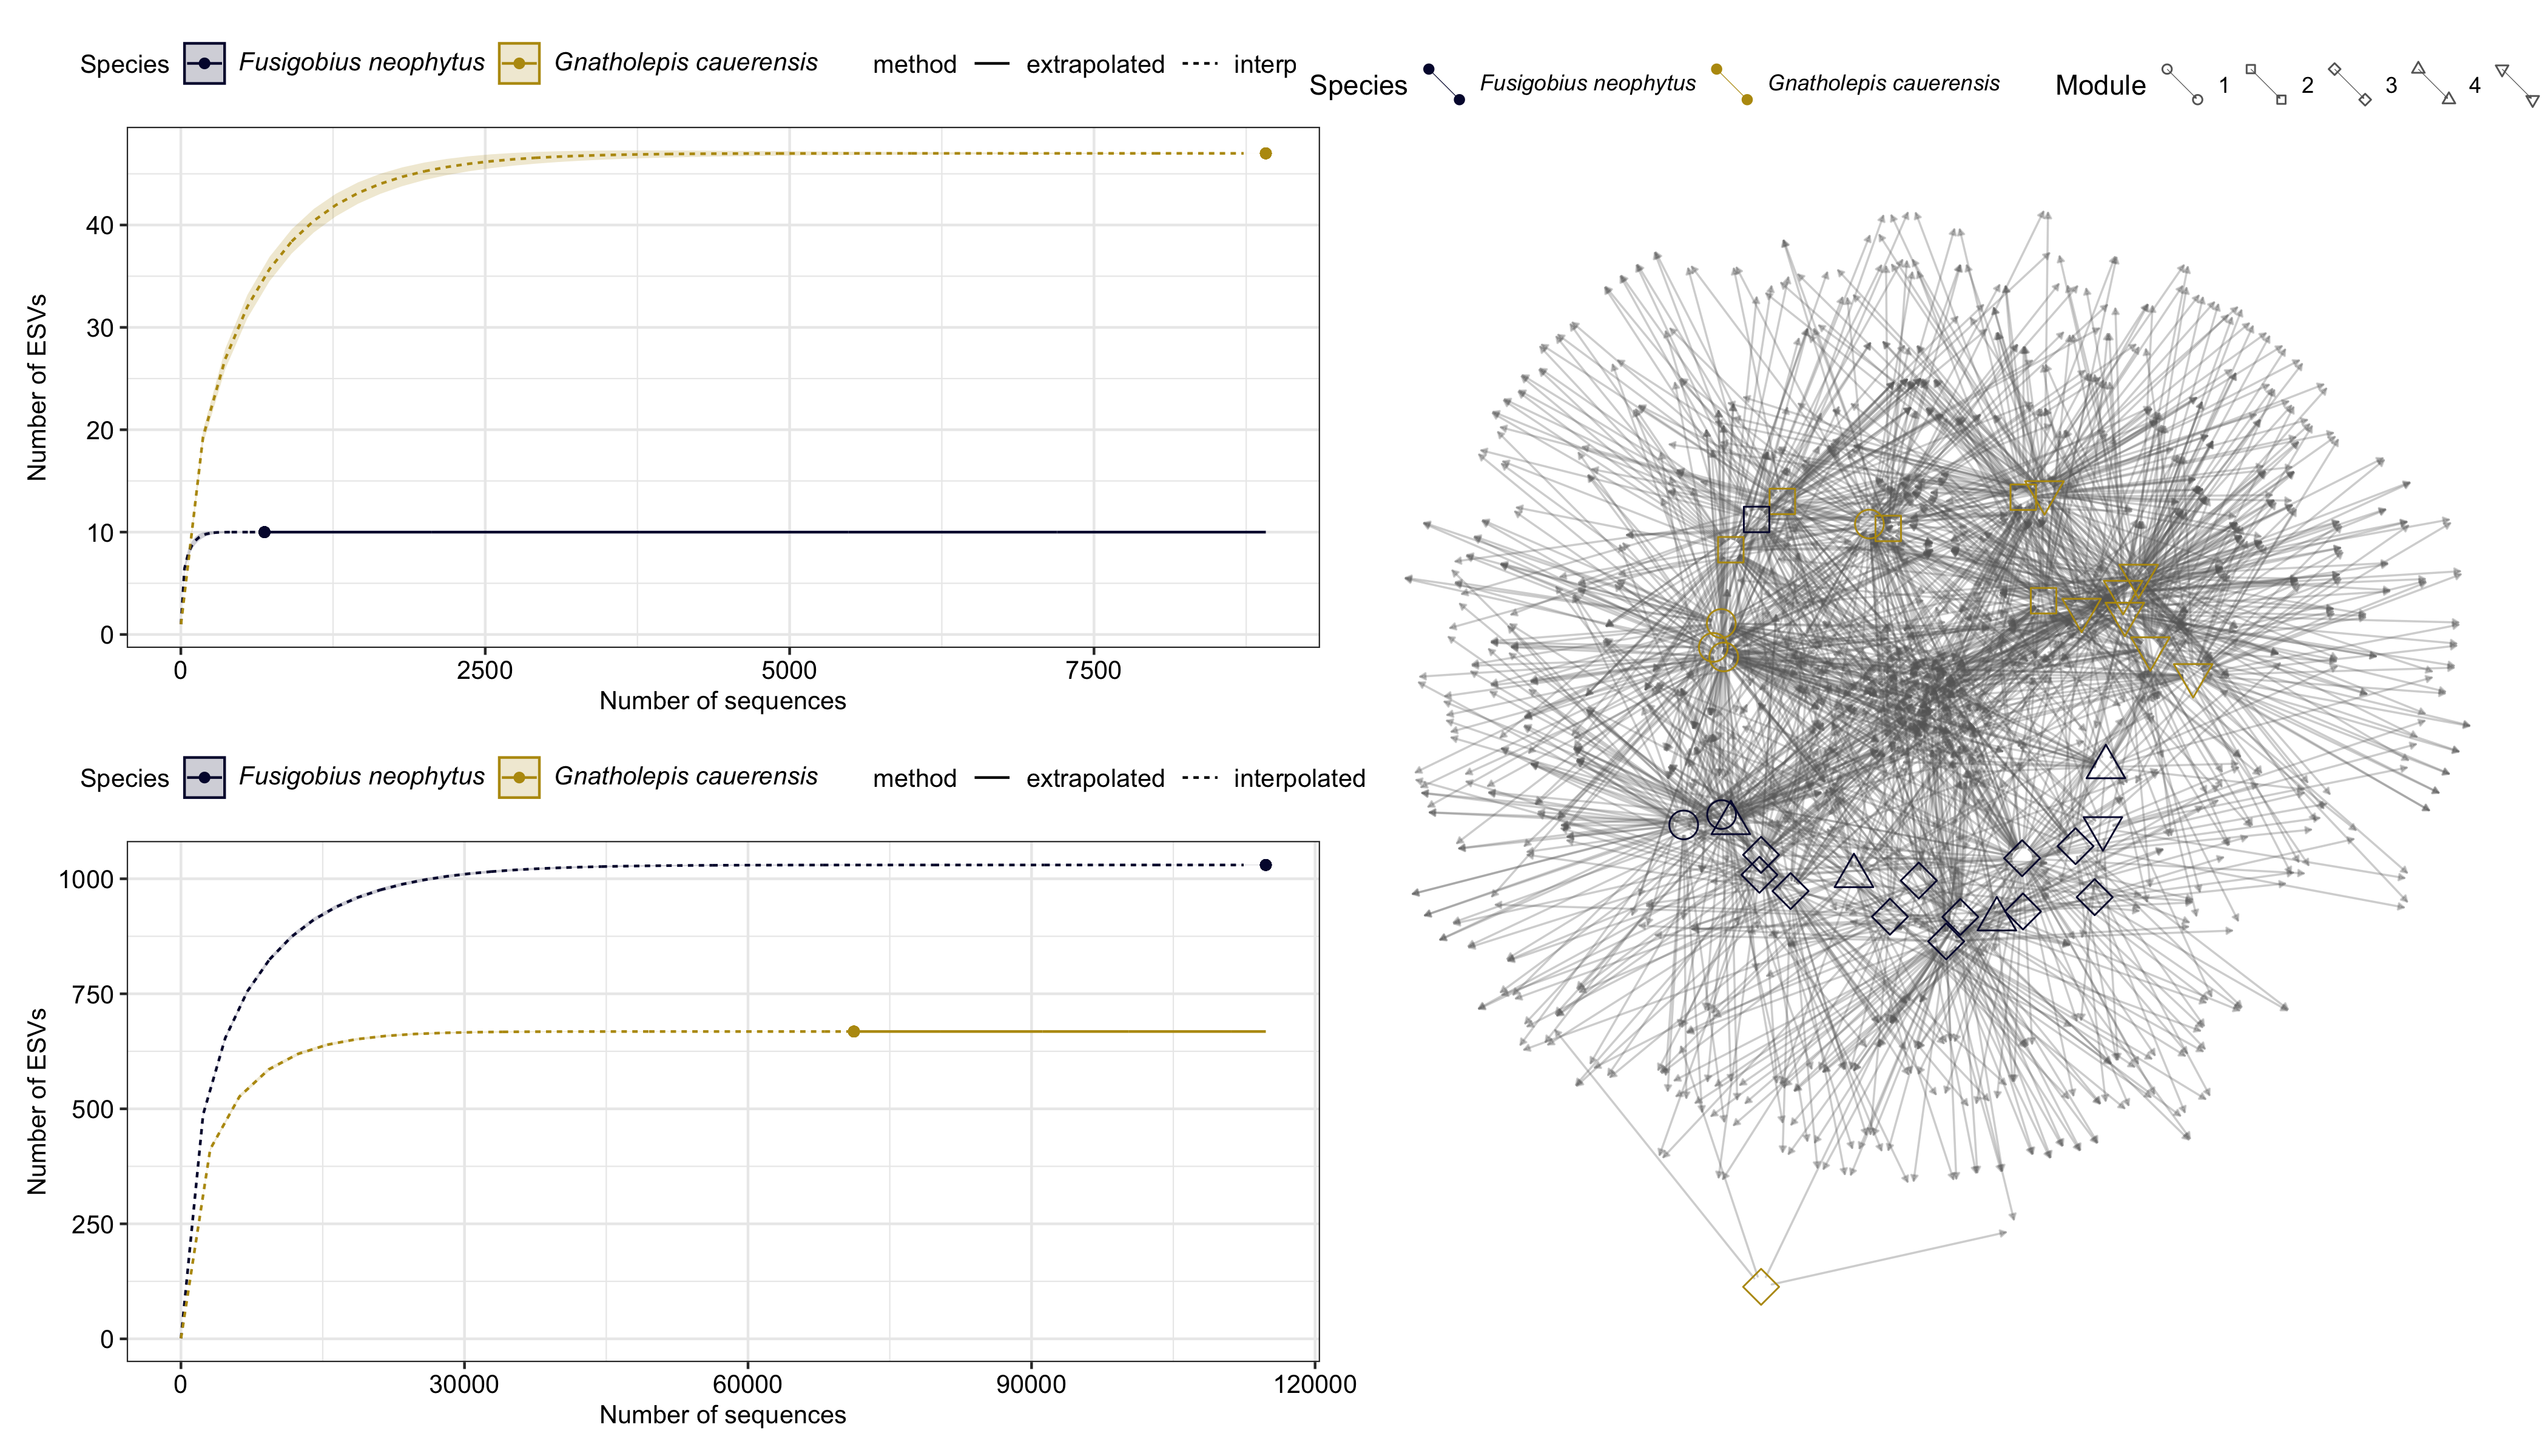 Species Fusigobius neophytus Gnatholepis cauerensis method extrapolated interp
Number of ESVs
40
30
20
10
0
0 2500 5000 7500
Number of sequences
Species Fusigobius neophytus Gnatholepis cauerensis method extrapolated interpolated
Number of ESVs
1000
750
500
250
0
0 30000 60000 90000 120000
Number of sequences
Species Fusigobius neophytus Gnatholepis cauerensis Module 1 2 3 4